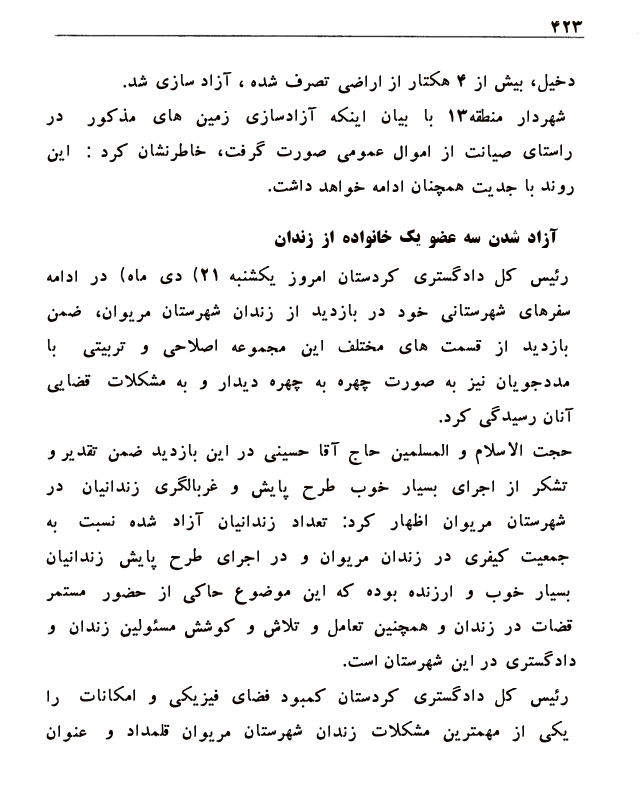 ۴۲۳
دخیل، بیش از ۴ هکتار از اراضی تصرف شده ، آزاد سازی شد.
شهردار منطقه۱۳ با بیان اینکه آزادسازی زمین های مذکور در
راستای صیانت از اموال عمومی صورت گرفت، خاطرنشان کرد : این
روند با جدیت همچنان ادامه خواهد داشت.
آزاد شدن سه عضو یک خانواده از زندان
رئیس کل دادگستری کردستان امروز یکشنبه ۲۱) دی ماه) در ادامه
سفرهای شهرستانی خود در بازدید از زندان شهرستان مریوان، ضمن
بازدید از قسمت های مختلف این مجموعه اصلاحی و تربیتی با
مددجویان نیز به صورت چهره به چهره دیدار و به مشکلات قضایی
آنان رسیدگی کرد.
حجت الاسلام و المسلمین حاج آقا حسینی در این بازدید ضمن تقدیر و
تشکر از اجرای بسیار خوب طرح پایش و غربالگری زندانیان در
شهرستان مریوان اظهار کرد: تعداد زندانیان آزاد شده نسبت به
جمعیت کیفری در زندان مریوان و در اجرای طرح پایش زندانیان
بسیار خوب و ارزنده بوده که این موضوع حاکی از حضور مستمر
قضات در زندان و همچنین تعامل و تلاش و کوشش مسئولین زندان و
دادگستری در این شهرستان است.
رئیس کل دادگستری کردستان کمبود فضای فیزیکی و امکانات را
یکی از مهمترین مشکلات زندان شهرستان مریوان قلمداد و عنوان